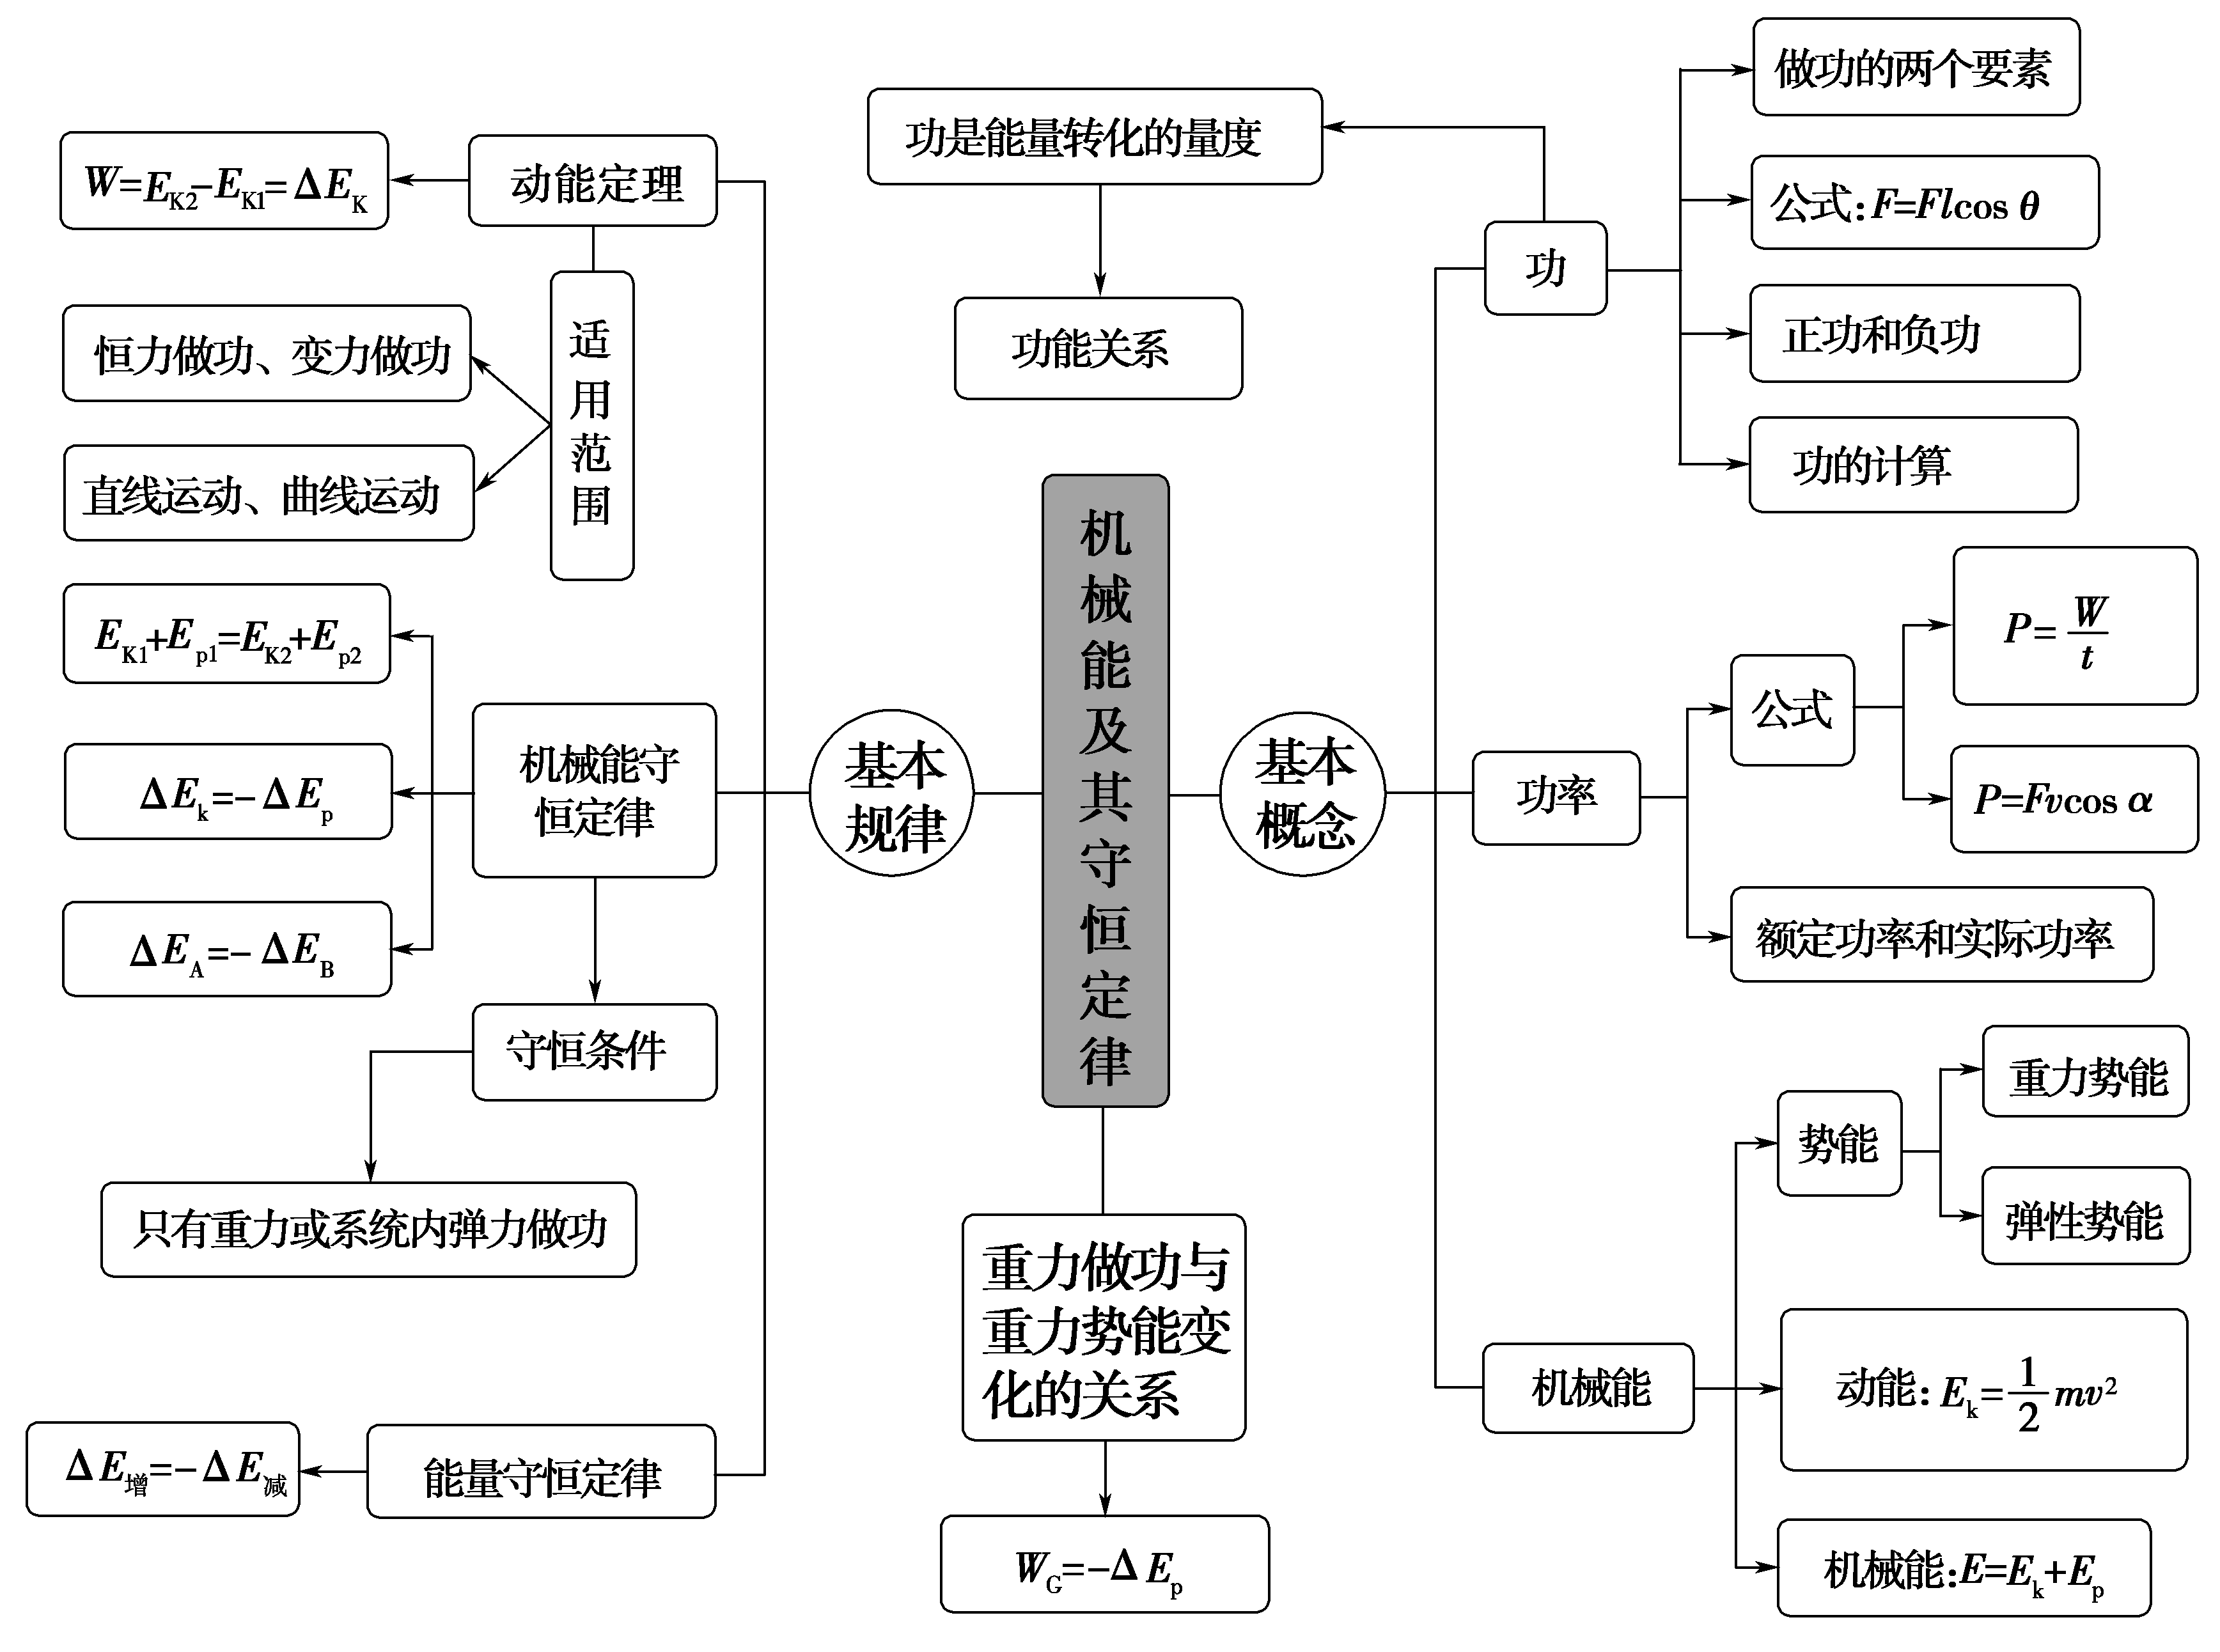 做功的两个要素
功是能量转化的量度
W=EK2-EK1=ΔEK
动能定理
公式:F=Flcos θ
功
适用范围
正功和负功
恒力做功、变力做功
功能关系
功的计算
直线运动、曲线运动
机械能及其守恒定律
EK1+Ep1=EK2+Ep2
P=W/t
公式
机械能守
恒定律
基本
规律
基本
概念
功率
ΔEk=-ΔEp
P=Fvcos α
ΔEA=-ΔEB
额定功率和实际功率
守恒条件
重力势能
势能
只有重力或系统内弹力做功
弹性势能
重力做功与
重力势能变
化的关系
机械能
动能:Ek=1/2mv²
ΔE增=-ΔE减
能量守恒定律
WG=-ΔEp
机械能:E=Ek+Ep